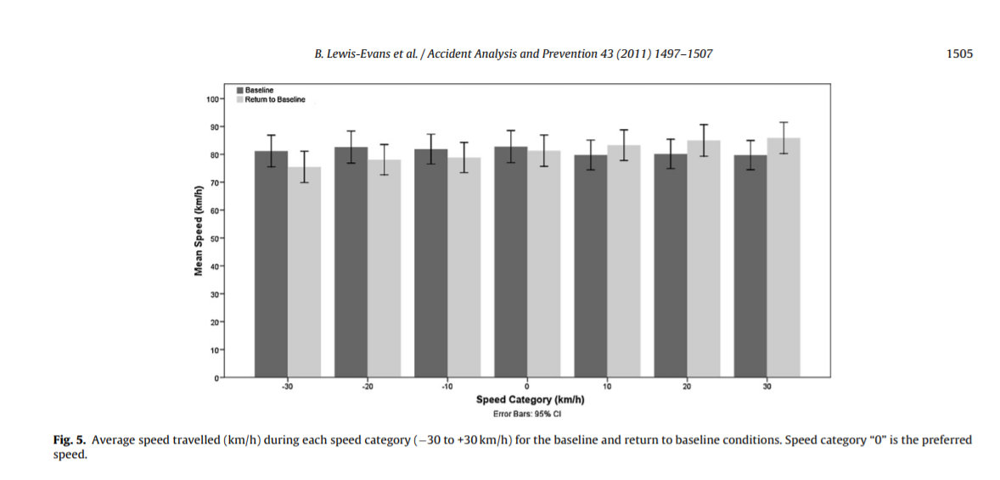 B. Lewis-Evans et al. / Accident Analysis and Prevention 43 (2011) 1497–1507
1505
Baseline
Return to Baseline
100
90
80
70
60
50
40
30
20
10
0
Mean Speed (km/h)
-30 -20 -10 0 10 20 30
Speed Category (km/h)
Error Bars: 95% CI
Fig. 5. Average speed travelled (km/h) during each speed category (−30 to +30 km/h) for the baseline and return to baseline conditions. Speed category “0” is the preferred
speed.